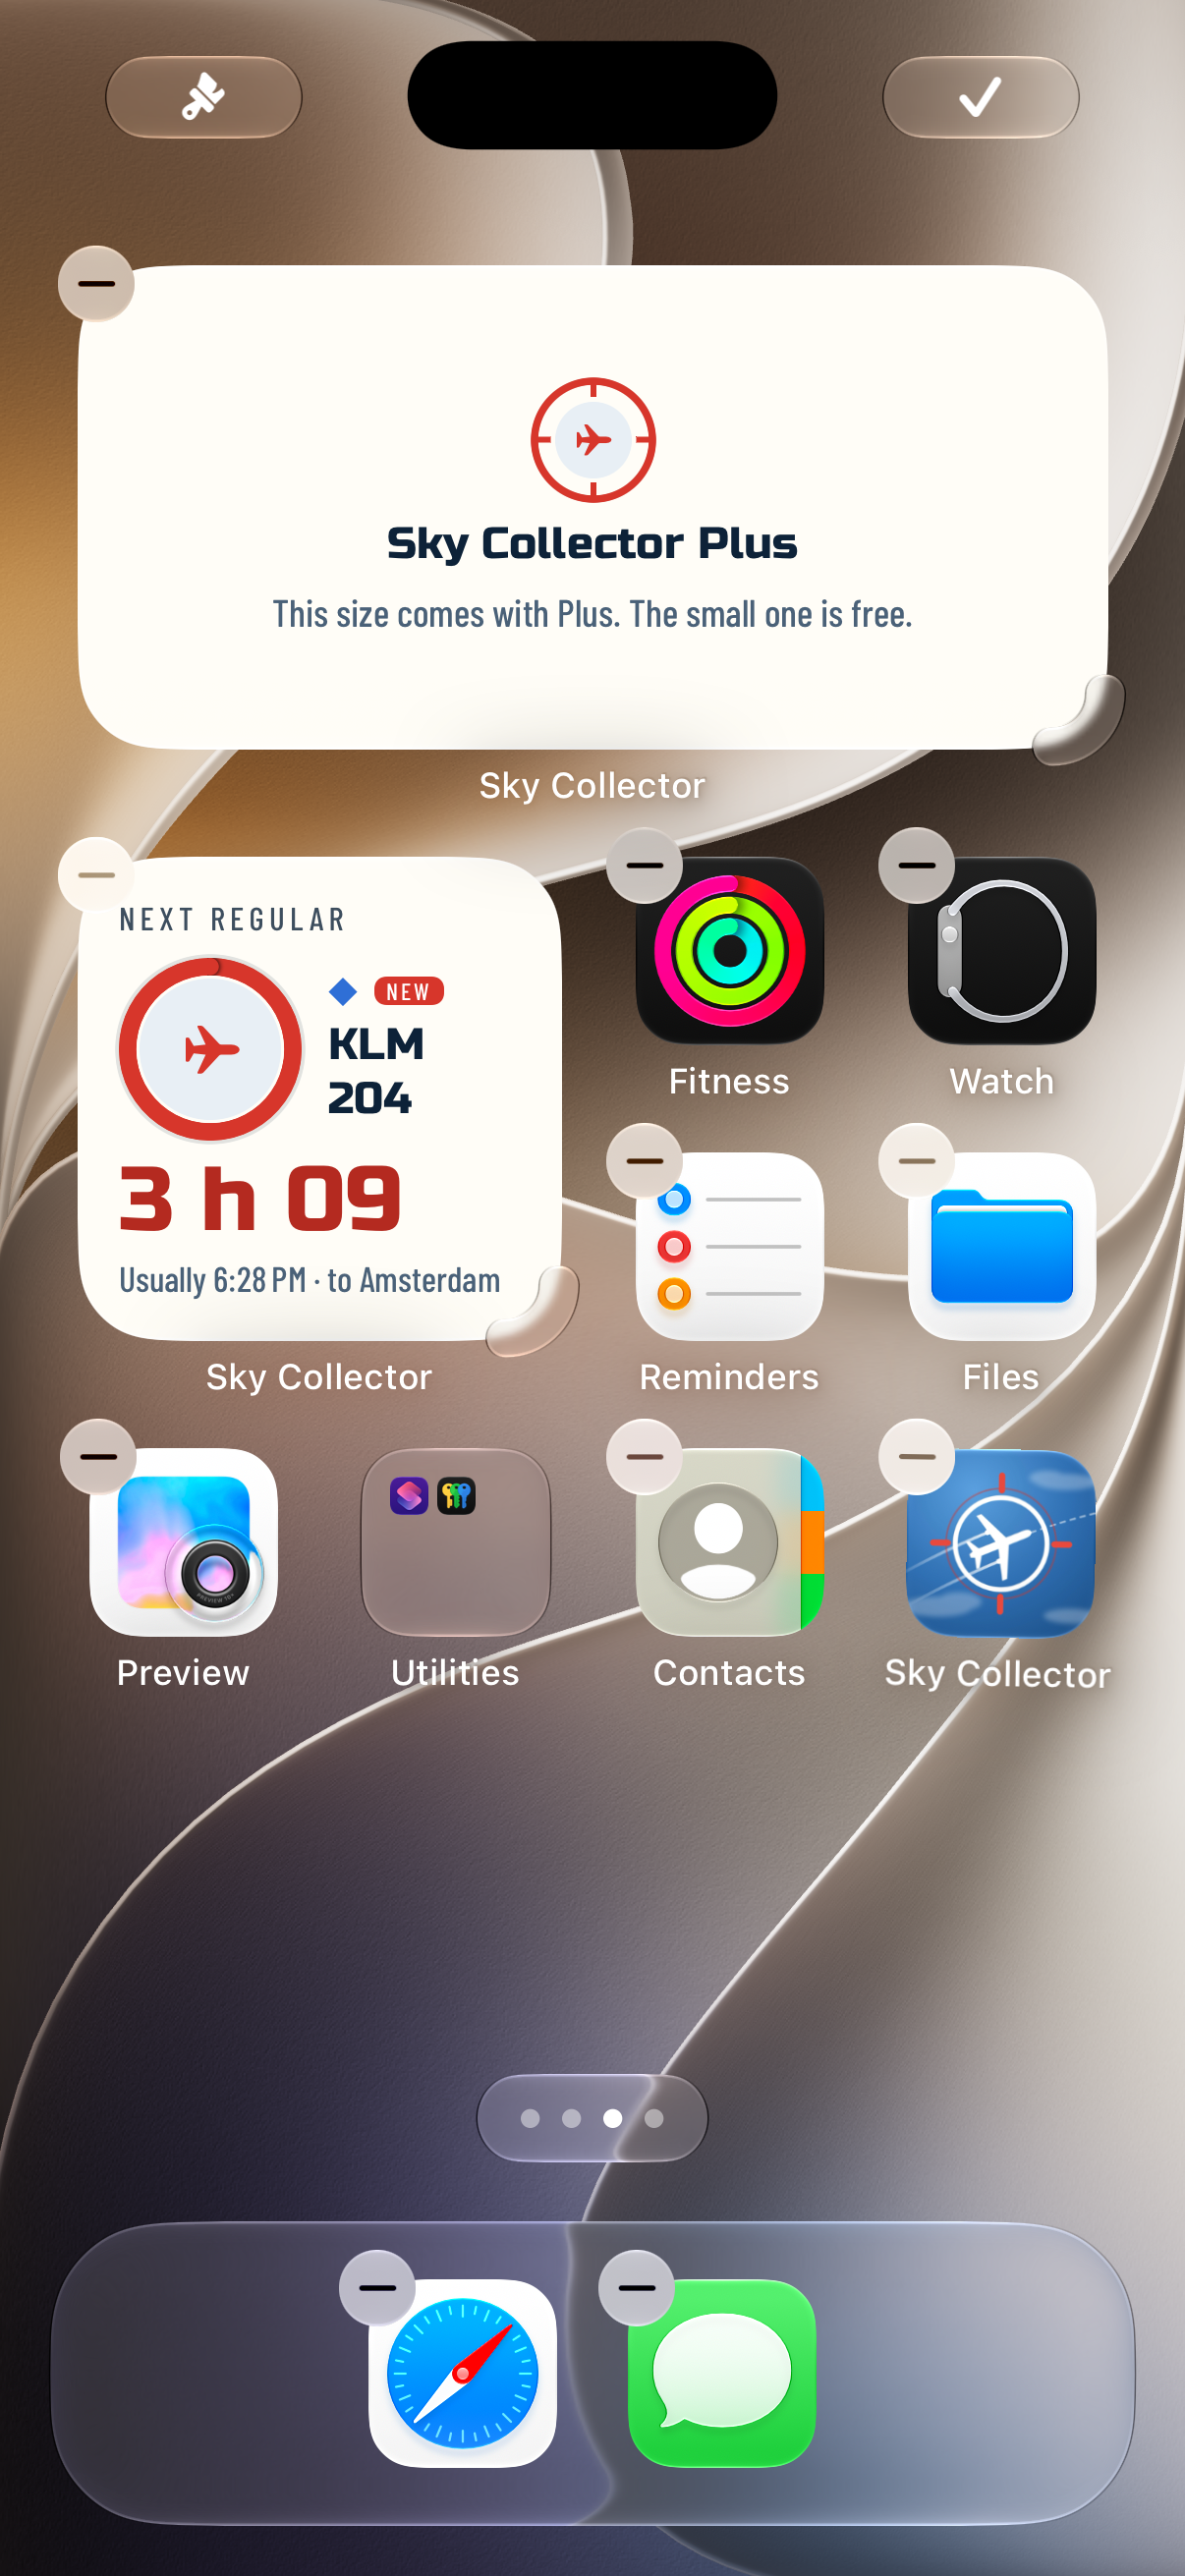 Sky Collector Plus
This size comes with Plus. The small one is free.
Sky Collector
NEXT REGULAR
NEW
KLM
204
3 h 09
Usually 6:28 PM · to Amsterdam
Sky Collector
Fitness
Watch
Reminders
Files
Preview
Utilities
Contacts
Sky Collector